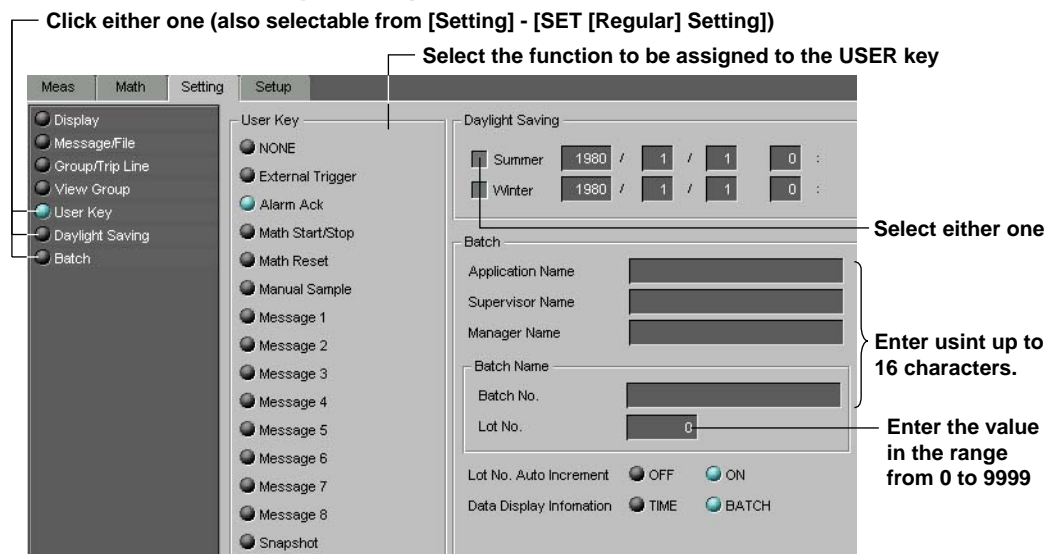 Click either one (also selectable from [Setting] - [SET [Regular] Setting])
Select the function to be assigned to the USER key
Meas Math Setting Setup
Display
Message/File
Group/Trip Line
View Group
User Key
Daylight Saving
Batch
User Key
NONE
External Trigger
Alarm Ack
Math Start/Stop
Math Reset
Manual Sample
Message 1
Message 2
Message 3
Message 4
Message 5
Message 6
Message 7
Message 8
Snapshot
Daylight Saving
Summer 1980 / 1 / 1 0 :
Winter 1980 / 1 / 1 0 :
Select either one
Batch
Application Name
Supervisor Name
Manager Name
Enter usint up to
16 characters.
Batch Name
Batch No.
Lot No. 0
Enter the value
in the range
from 0 to 9999
Lot No. Auto Increment OFF ON
Data Display Infomation TIME BATCH